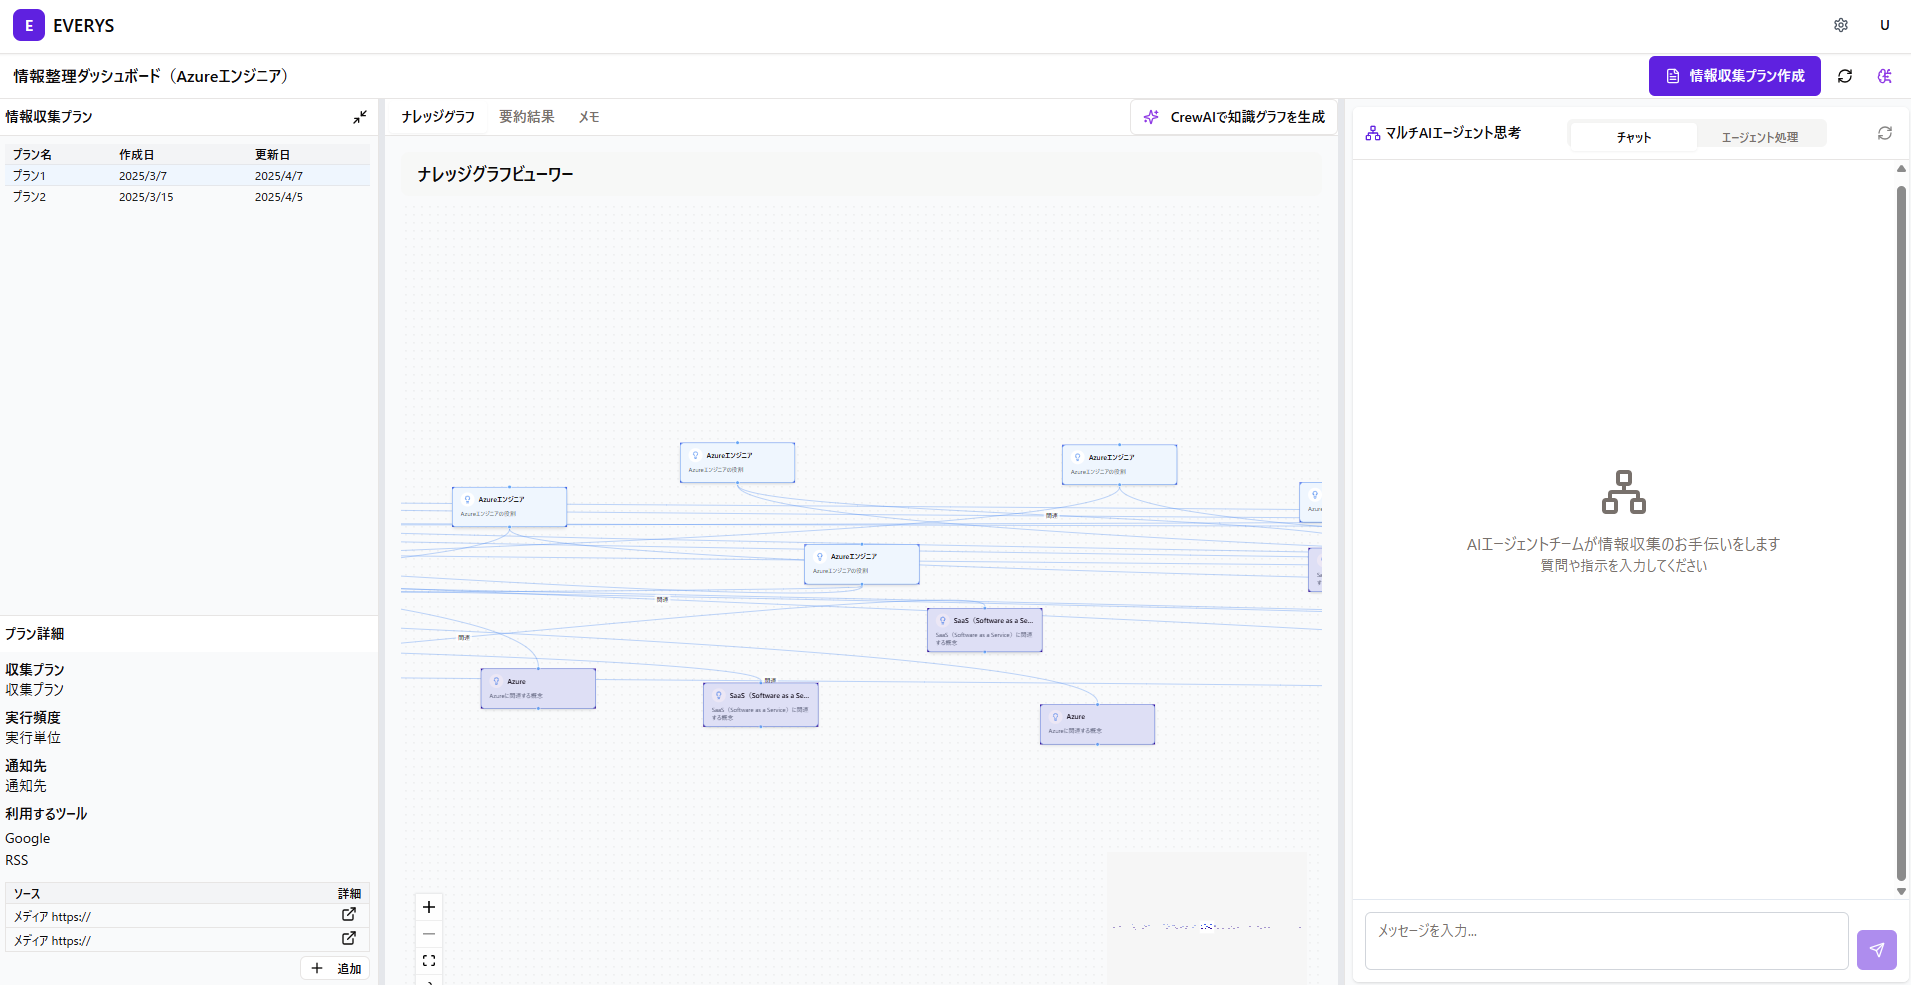 E EVERYS
U
情報整理ダッシュボード（Azureエンジニア）
情報収集プラン作成
情報収集プラン
プラン名 作成日 更新日
プラン1 2025/3/7 2025/4/7
プラン2 2025/3/15 2025/4/5
プラン詳細
収集プラン
収集プラン
実行頻度
実行単位
通知先
通知先
利用するツール
Google
RSS
ソース 詳細
メディア https://
メディア https://
追加
ナレッジグラフ 要約結果 メモ
CrewAIで知識グラフを生成
ナレッジグラフビューワー
Azureエンジニア
Azureエンジニアの役割
Azureエンジニア
Azureエンジニアの役割
Azureエンジニア
Azureエンジニアの役割
Azure
関連
Azureエンジニア
Azureエンジニアの役割
関連
SaaS（Software as a Se...
SaaS（Software as a Service）に関連
する概念
関連
Azure
Azureに関連する概念
関連
SaaS（Software as a Se...
SaaS（Software as a Service）に関連
する概念
Azure
Azureに関連する概念
マルチAIエージェント思考
チャット エージェント処理
AIエージェントチームが情報収集のお手伝いをします
質問や指示を入力してください
メッセージを入力...